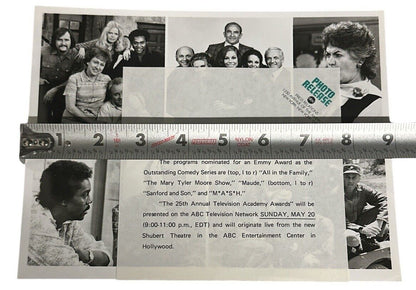 PHOTO
RELEASE
abc
1 2 3 4 5 6 7 8 9
The programs nominated for an Emmy Award as the
Outstanding Comedy Series are (top, l to r) "All in the Family,"
"The Mary Tyler Moore Show," "Maude," (bottom, l to r)
"Sanford and Son," and "M*A*S*H."
"The 25th Annual Television Academy Awards" will be
presented on the ABC Television Network SUNDAY, MAY 20
(9:00-11:00 p.m., EDT) and will originate live from the new
Shubert Theatre in the ABC Entertainment Center in
Hollywood.